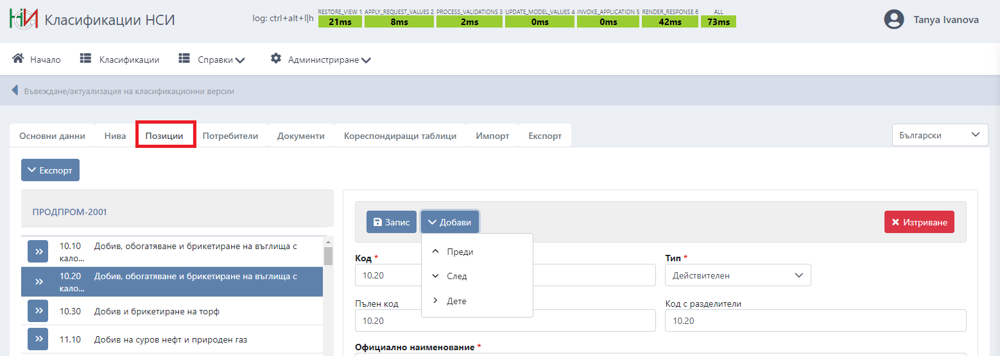 НСИ Класификации НСИ
log: ctrl+alt+l|h
RESTORE_VIEW 1 APPLY_REQUEST_VALUES 2 PROCESS_VALIDATIONS 3 UPDATE_MODEL_VALUES 4 INVOKE_APPLICATION 5 RENDER_RESPONSE 6 ALL
21ms 8ms 2ms 0ms 0ms 42ms 73ms
Tanya Ivanova
Начало Класификации Справки Администриране
Въвеждане/актуализация на класификационни версии
Основни данни Нива Позиции Потребители Документи Кореспондиращи таблици Импорт Експорт
Български
Експорт
ПРОДПРОМ-2001
10.10 Добив, обогатяване и брикетиране на въглища с
кало...
10.20 Добив, обогатяване и брикетиране на въглища с
кало...
10.30 Добив и брикетиране на торф
11.10 Добив на суров нефт и природен газ
Запис Добави Изтриване
Преди
След
Дете
Код * Тип *
10.20 Действителен
Пълен код Код с разделители
10.20 10.20
Официално наименование *